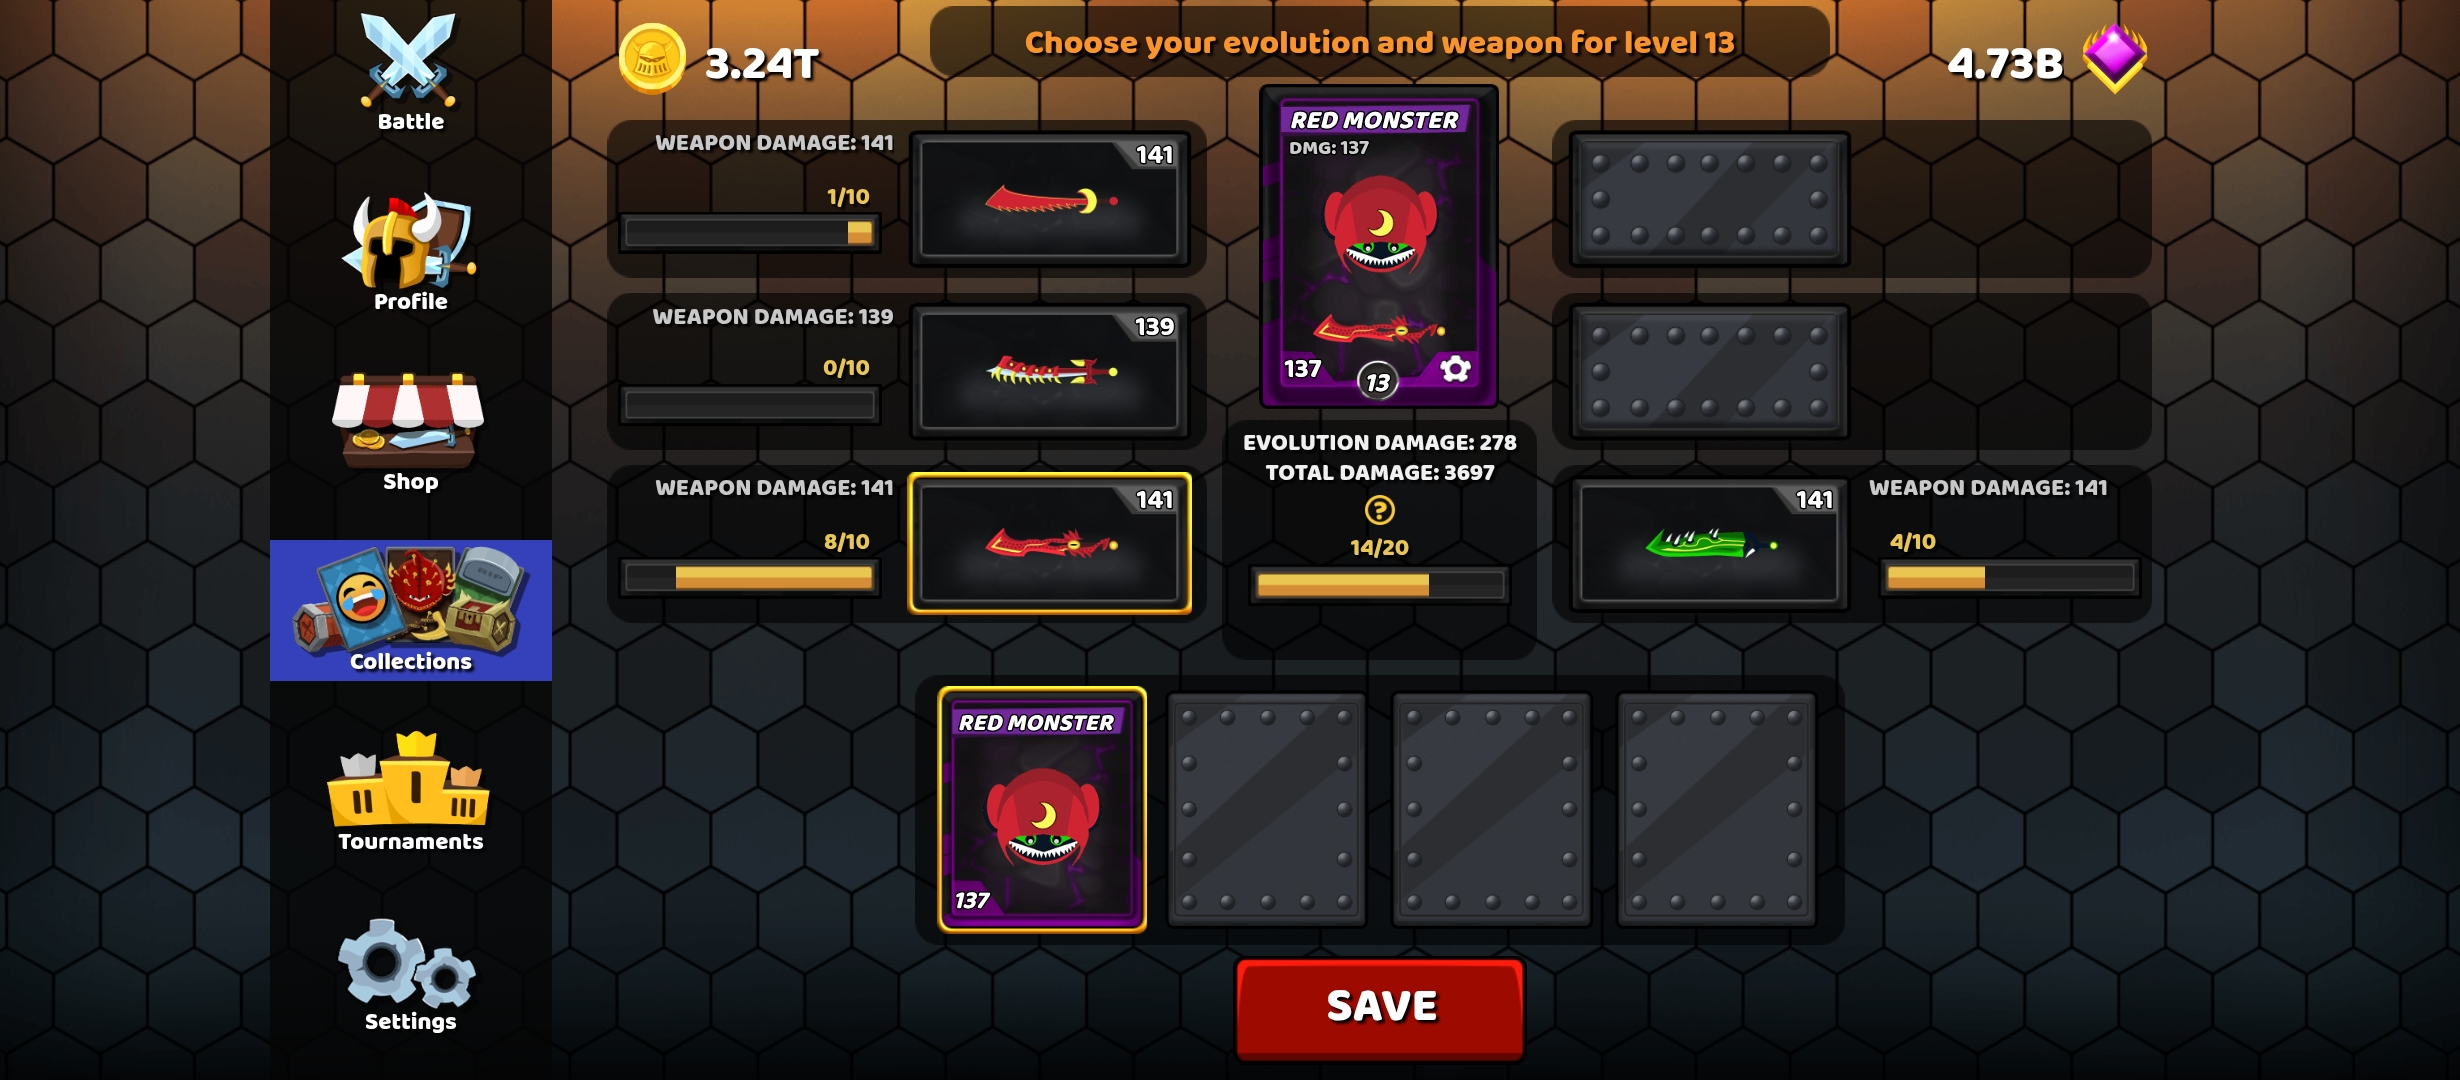 Battle
Profile
Shop
RIP
Collections
Tournaments
Settings
3.24T
Choose your evolution and weapon for level 13
4.73B
WEAPON DAMAGE: 141
1/10
141
WEAPON DAMAGE: 139
0/10
139
WEAPON DAMAGE: 141
8/10
141
RED MONSTER
DMG: 137
137
13
EVOLUTION DAMAGE: 278
TOTAL DAMAGE: 3697
?
14/20
141
WEAPON DAMAGE: 141
4/10
RED MONSTER
137
SAVE